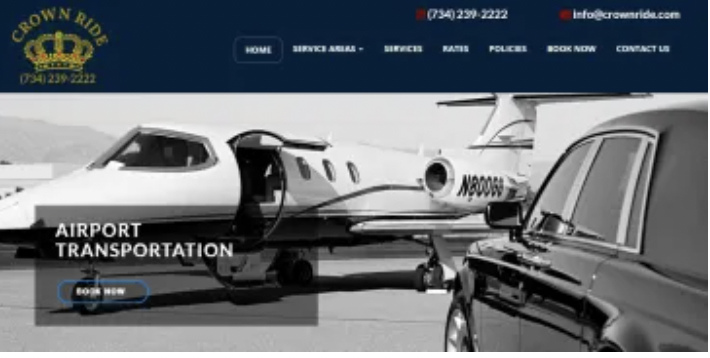 CROWN RIDE
(734) 239-2222
(734) 239-2222
info@crownride.com
HOME
SERVICE AREAS
SERVICES
RATES
POLICIES
BOOK NOW
CONTACT US
AIRPORT
TRANSPORTATION
BOOK NOW